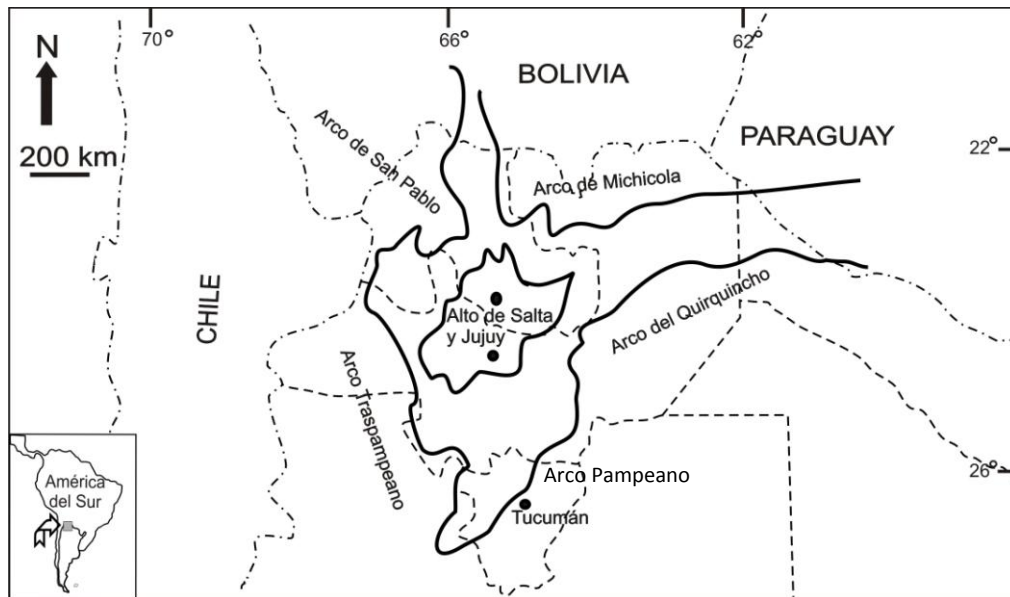 70°
66°
62°
N
BOLIVIA
PARAGUAY
200 km
22°
Arco de San Pablo
Arco de Michicola
CHILE
Alto de Salta
y Jujuy
Arco del Quirquincho
Arco Traspampeano
América
del Sur
Arco Pampeano
26°
Tucumán